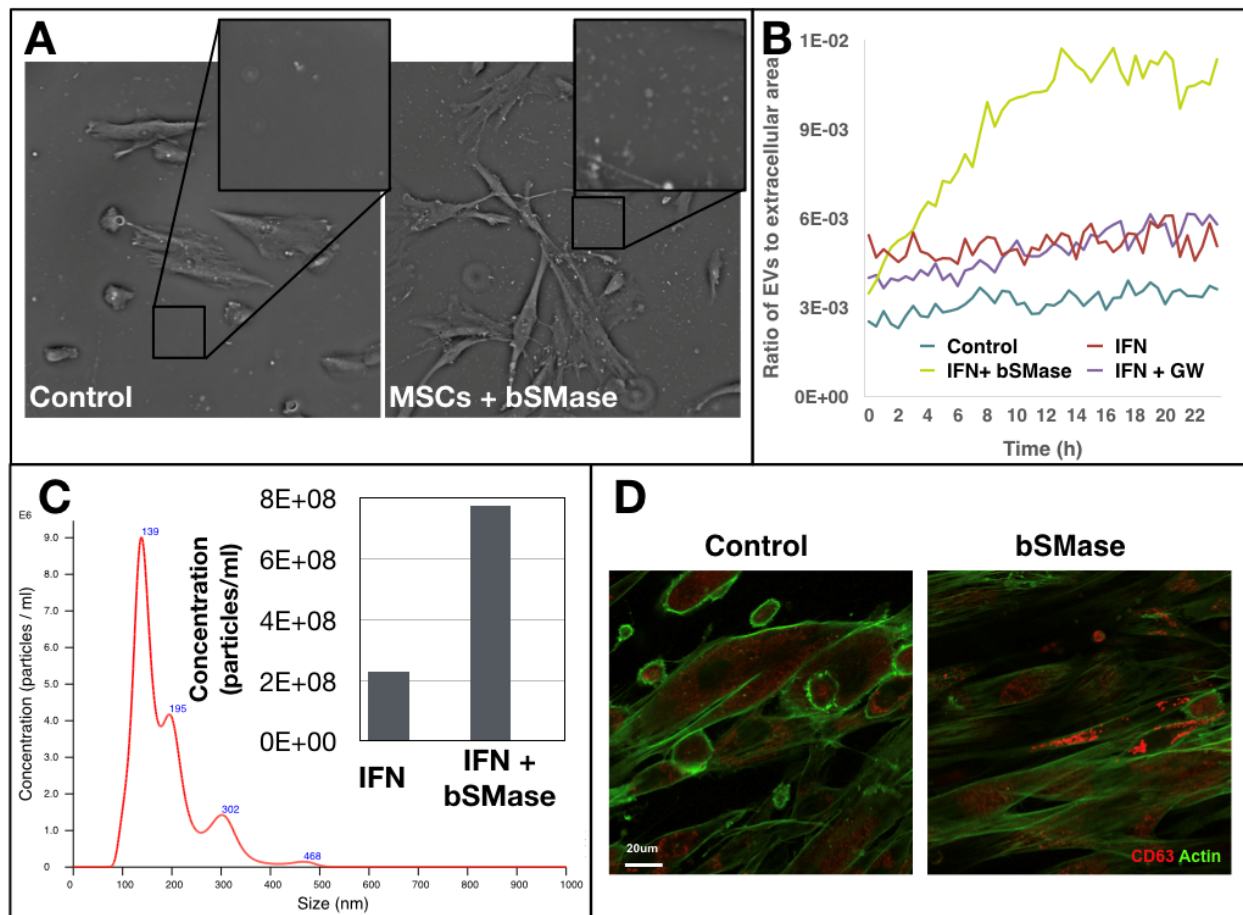 A
Control
MSCs + bSMase
B
Ratio of EVs to extracellular area
1E-02
9E-03
6E-03
3E-03
0E+00
Control
IFN
IFN+ bSMase
IFN + GW
0 2 4 6 8 10 12 14 16 18 20 22
Time (h)
C
E6
Concentration (particles / ml)
9.0
8.0
7.0
6.0
5.0
4.0
3.0
2.0
1.0
0
139
195
302
468
0 100 200 300 400 500 600 700 800 900 1000
Size (nm)
Concentration
(particles/ml)
8E+08
6E+08
4E+08
2E+08
0E+00
IFN
IFN +
bSMase
D
Control
bSMase
20um
CD63 Actin